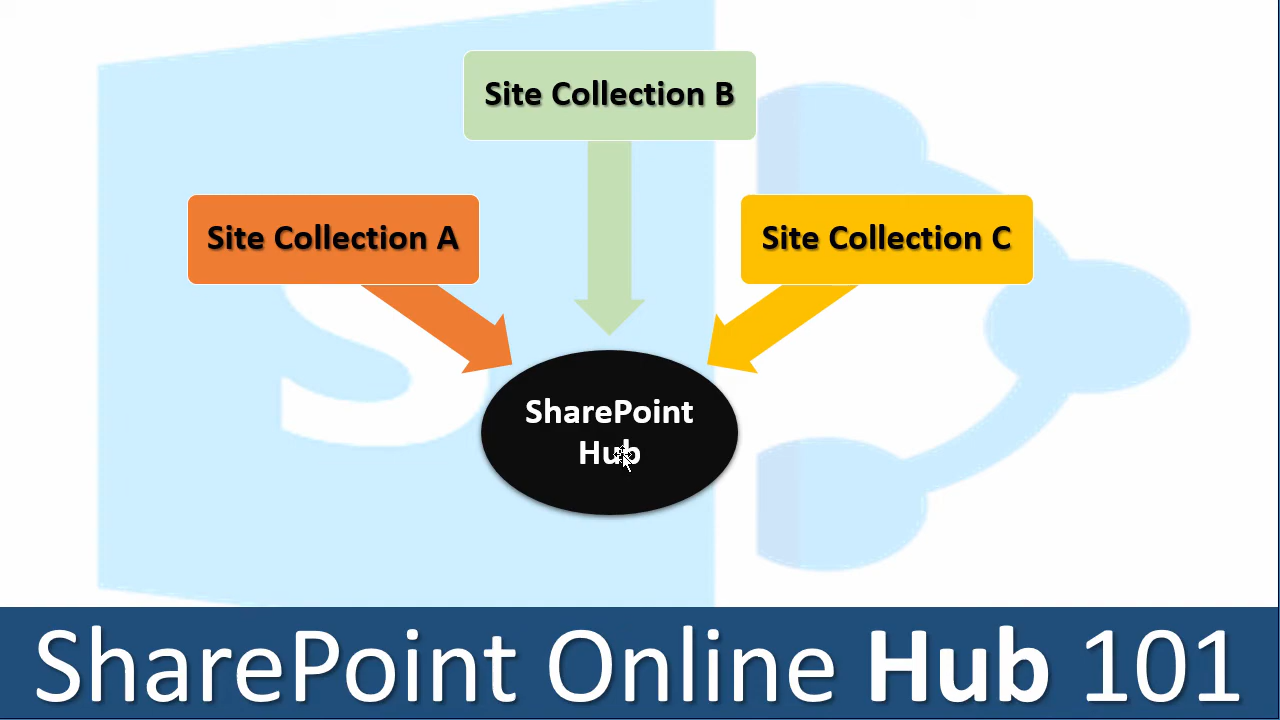 Site Collection B
Site Collection A
Site Collection C
SharePoint
Hub
S
SharePoint Online Hub 101